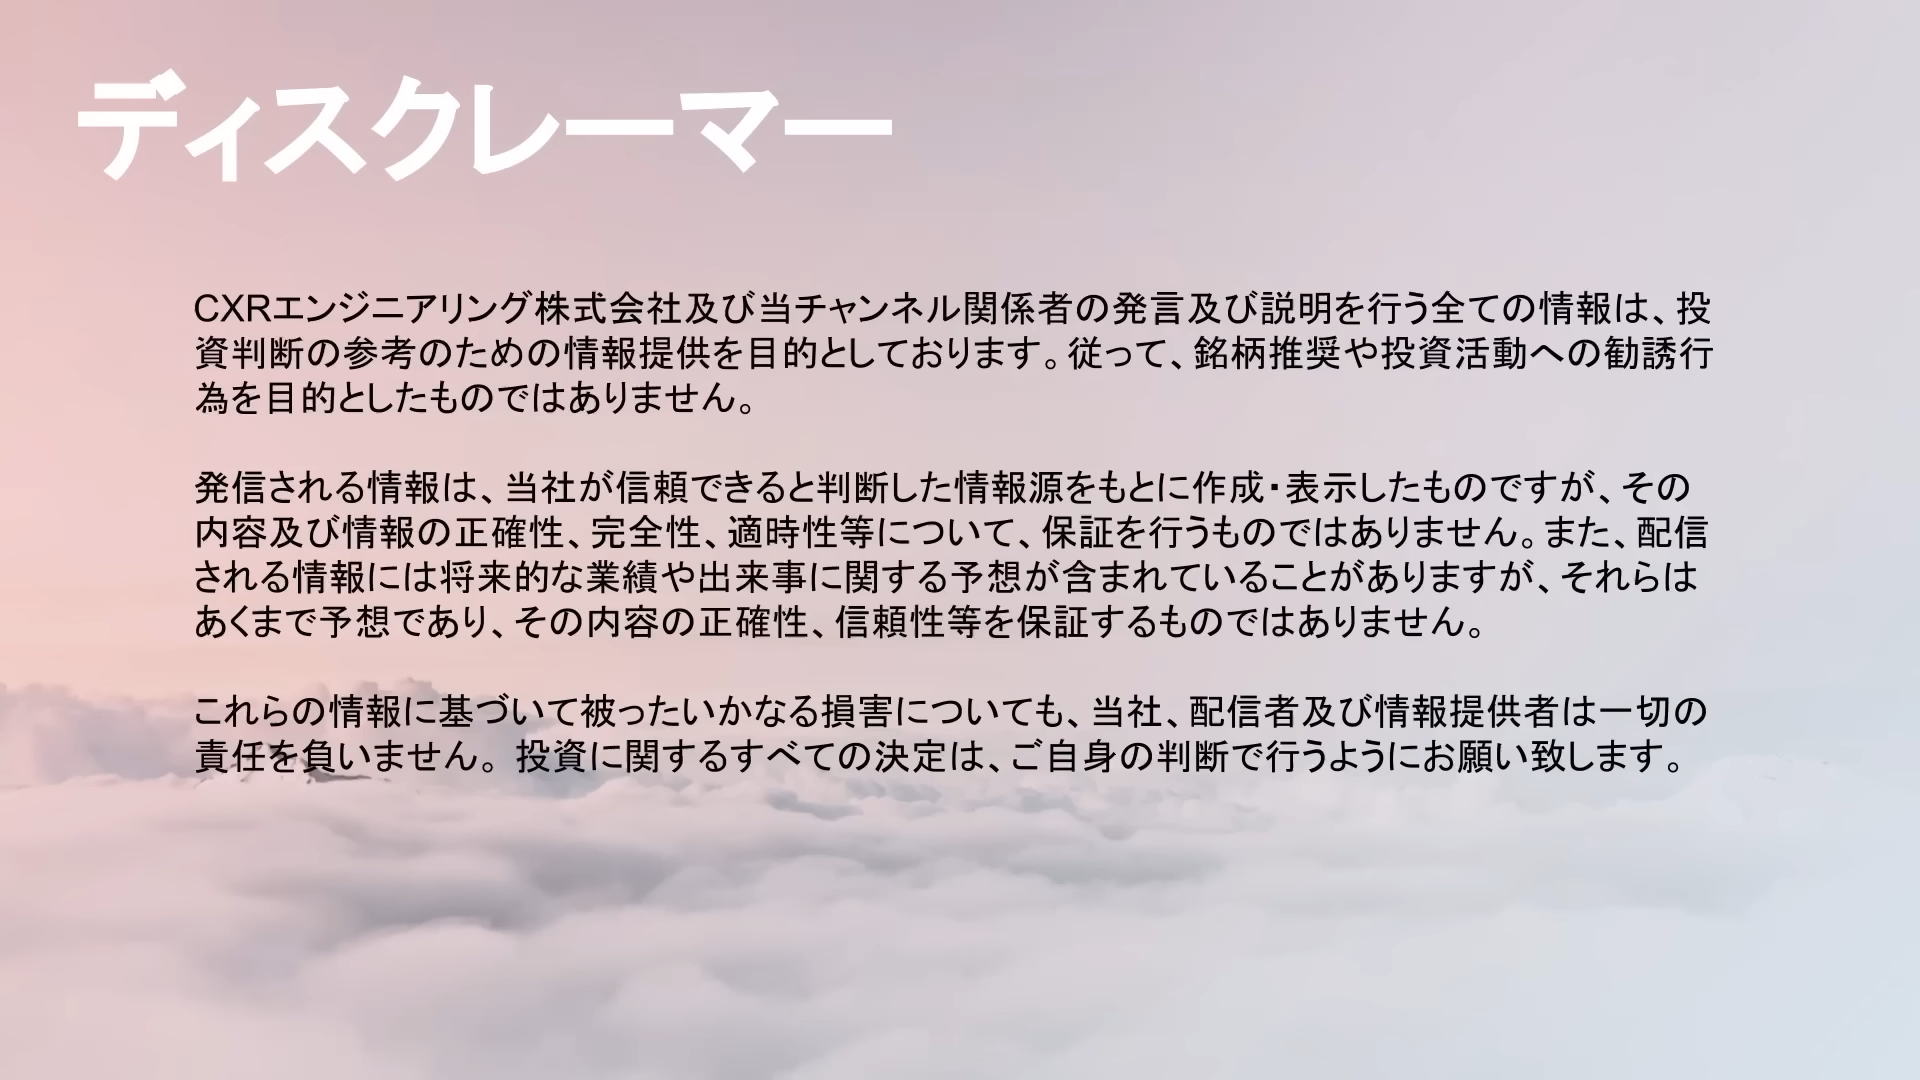 ディスクレーマー
CXRエンジニアリング株式会社及び当チャンネル関係者の発言及び説明を行う全ての情報は、投
資判断の参考のための情報提供を目的としております。従って、銘柄推奨や投資活動への勧誘行
為を目的としたものではありません。
発信される情報は、当社が信頼できると判断した情報源をもとに作成・表示したものですが、その
内容及び情報の正確性、完全性、適時性等について、保証を行うものではありません。また、配信
される情報には将来的な業績や出来事に関する予想が含まれていることがありますが、それらは
あくまで予想であり、その内容の正確性、信頼性等を保証するものではありません。
これらの情報に基づいて被ったいかなる損害についても、当社、配信者及び情報提供者は一切の
責任を負いません。 投資に関するすべての決定は、ご自身の判断で行うようにお願い致します。